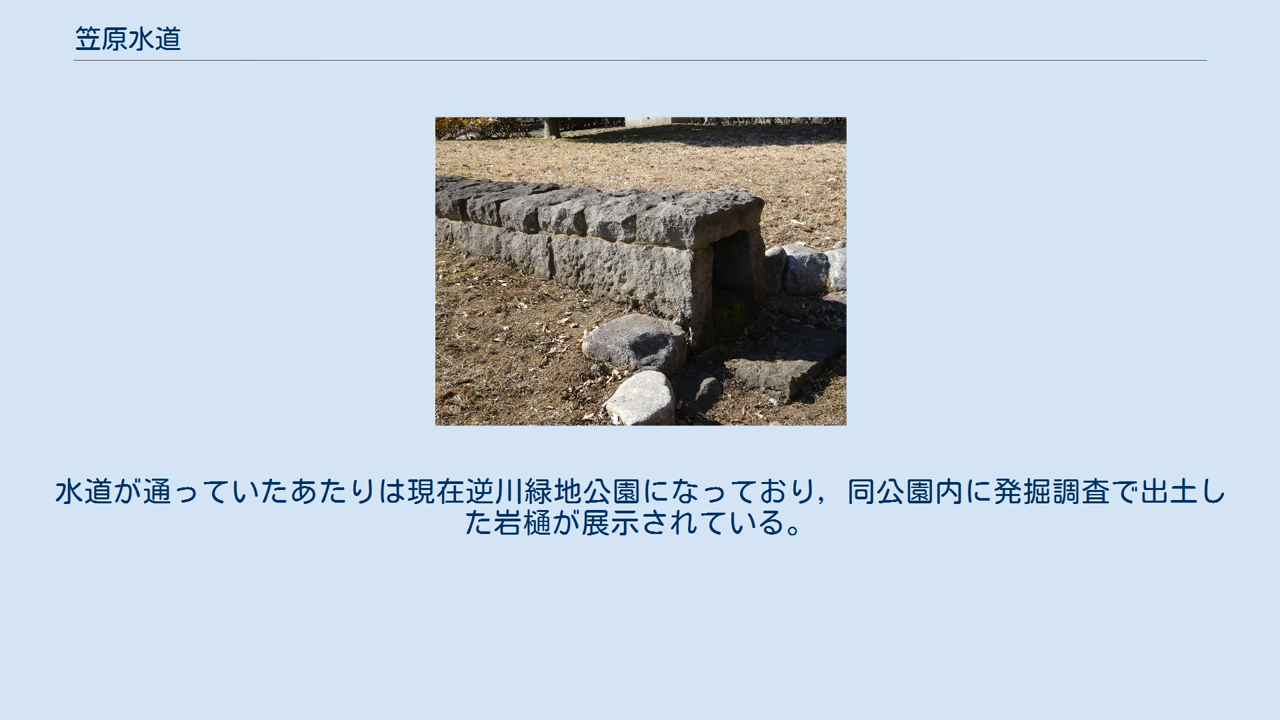 笠原水道
水道が通っていたあたりは現在逆川緑地公園になっており，同公園内に発掘調査で出土し
た岩樋が展示されている。